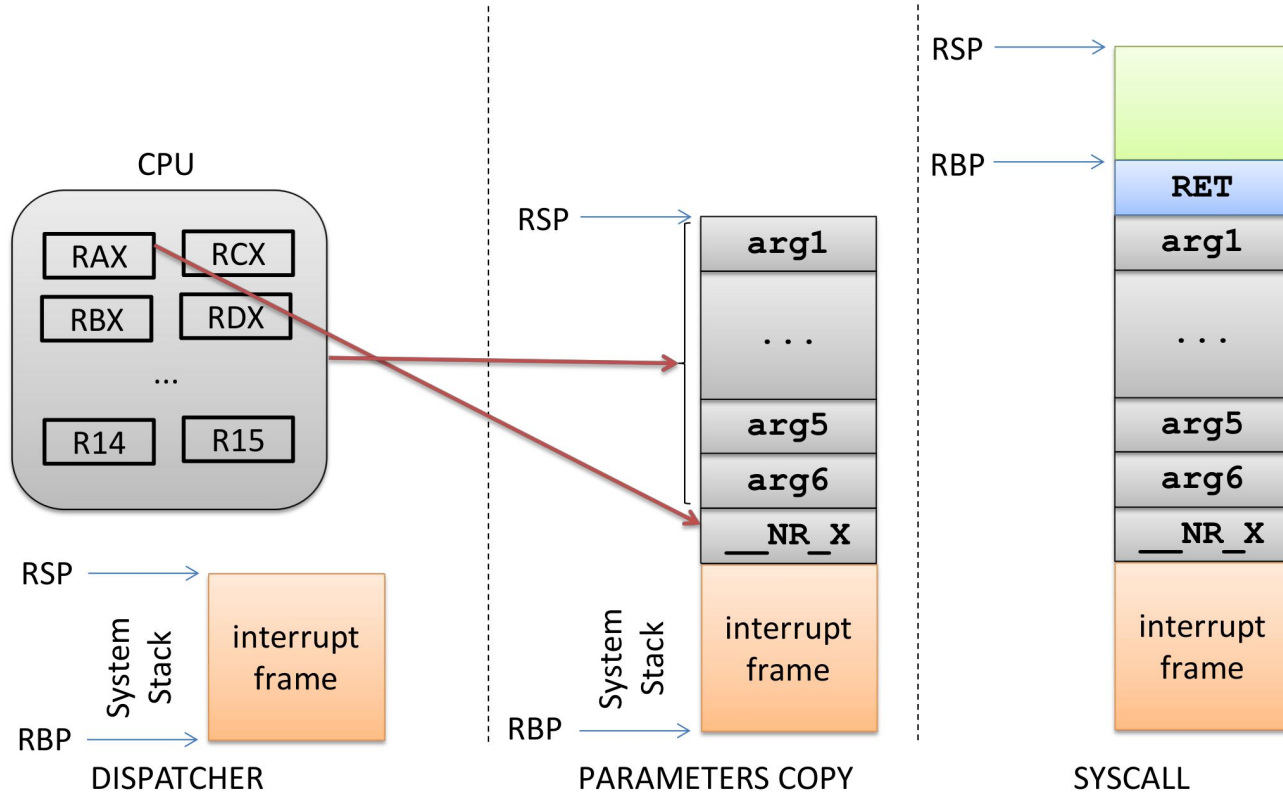 CPU
RAX
RCX
RBX
RDX
...
R14
R15
RSP
System
Stack
interrupt
frame
RBP
DISPATCHER
RSP
arg1
...
arg5
arg6
__NR_X
System
Stack
interrupt
frame
RBP
PARAMETERS COPY
RSP
RBP
RET
arg1
...
arg5
arg6
__NR_X
interrupt
frame
SYSCALL